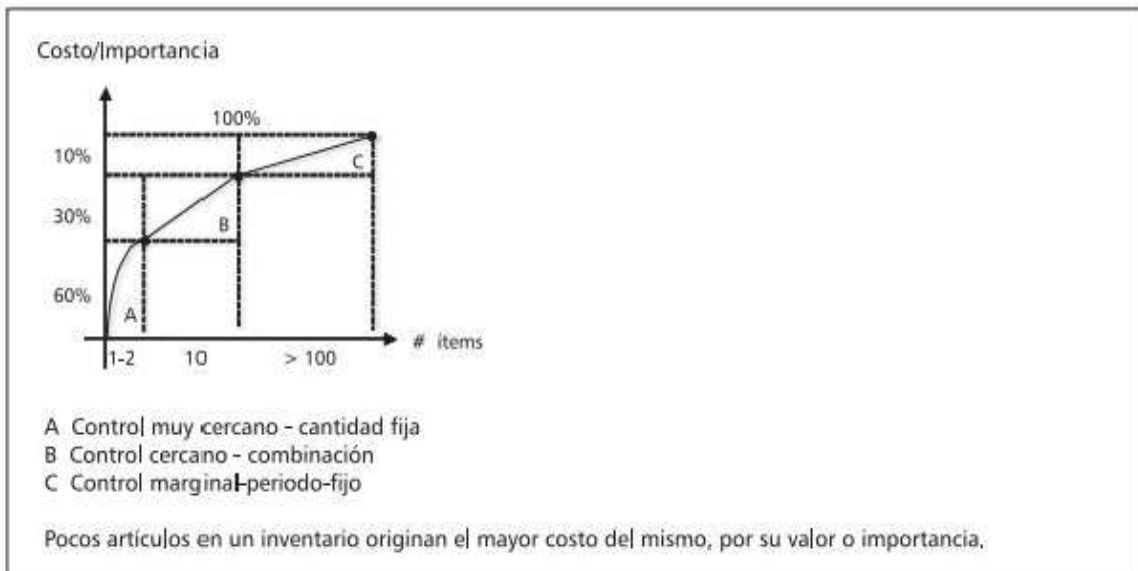 Costo/Importancia
100%
10%
C
30%
B
60%
A
# ítems
1-2 10 > 100
A Control muy cercano - cantidad fija
B Control cercano - combinación
C Control marginal-periodo-fijo
Pocos artículos en un inventario originan el mayor costo del mismo, por su valor o importancia.